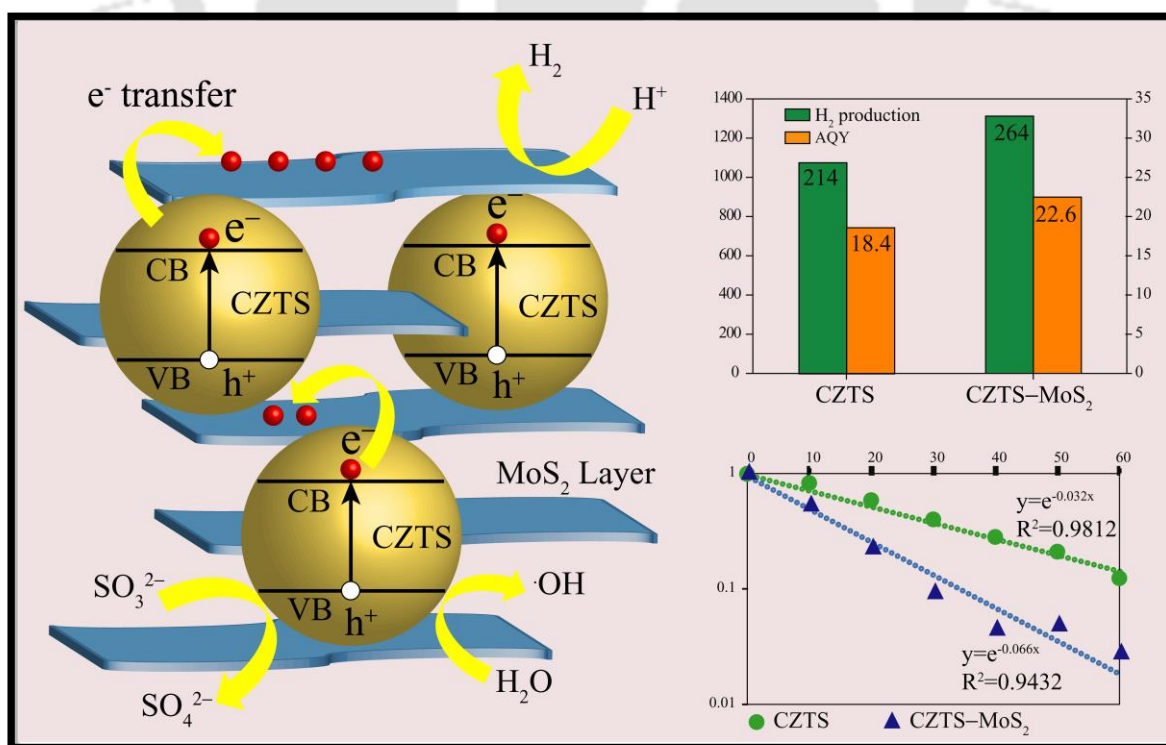 e⁻ transfer
H₂
H⁺
e⁻
CB
CZTS
VB
h⁺
e⁻
CB
CZTS
VB
h⁺
e⁻
CB
CZTS
VB
h⁺
MoS₂ Layer
SO₃²⁻
SO₄²⁻
·OH
H₂O
1400
1200
1000
800
600
400
200
0
H₂ production
AQY
214
18.4
264
22.6
35
30
25
20
15
10
5
0
CZTS
CZTS–MoS₂
0 10 20 30 40 50 60
1
0.1
0.01
y=e⁻⁰·⁰³²ˣ
R²=0.9812
y=e⁻⁰·⁰⁶⁶ˣ
R²=0.9432
CZTS CZTS–MoS₂